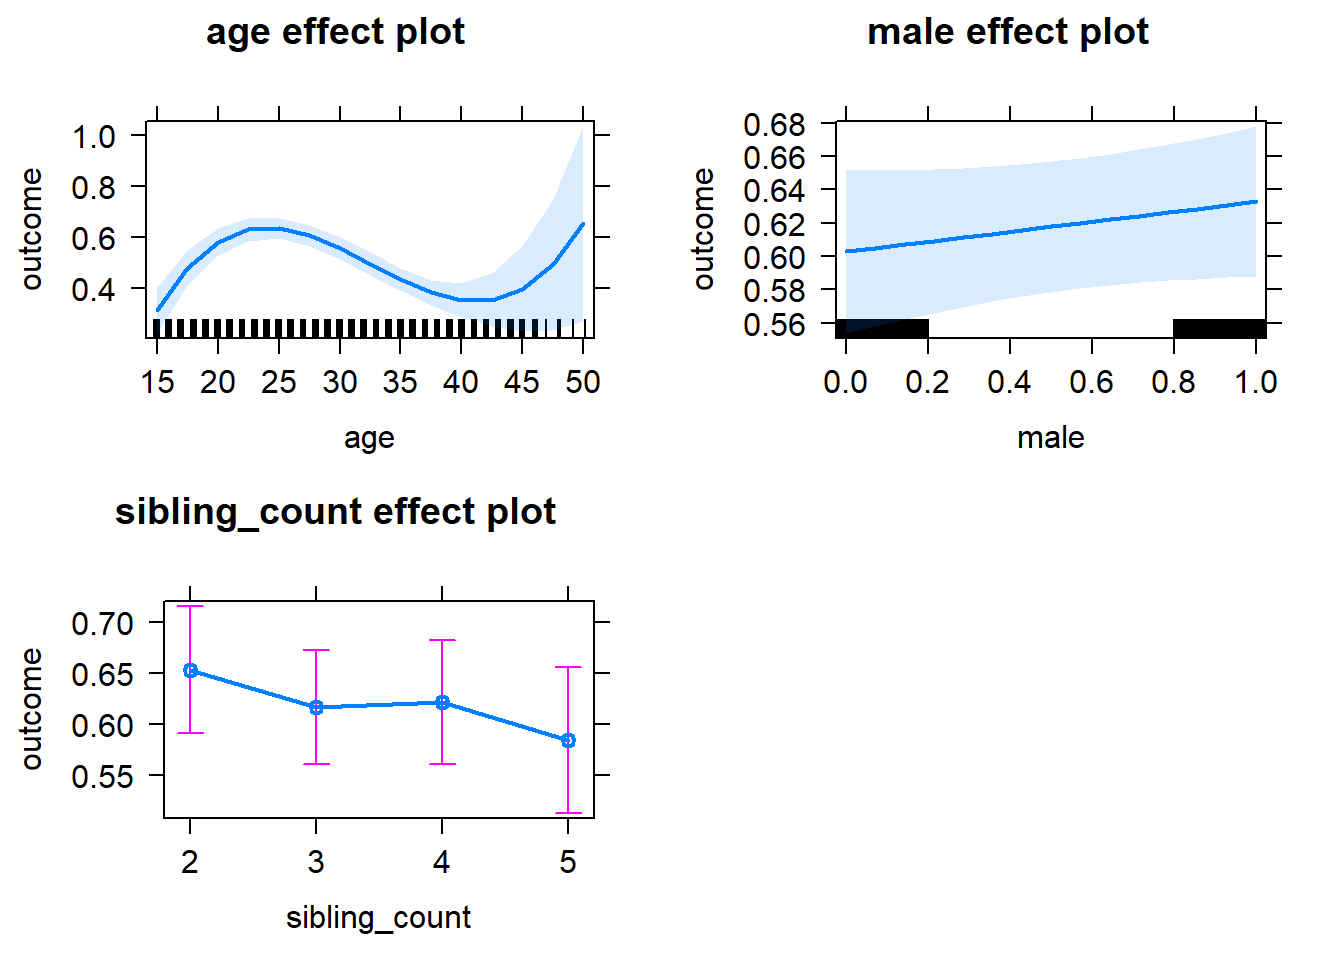 age effect plot
outcome
1.0
0.8
0.6
0.4
15 20 25 30 35 40 45 50
age
male effect plot
outcome
0.68
0.66
0.64
0.62
0.60
0.58
0.56
0.0 0.2 0.4 0.6 0.8 1.0
male
sibling_count effect plot
outcome
0.70
0.65
0.60
0.55
2 3 4 5
sibling_count